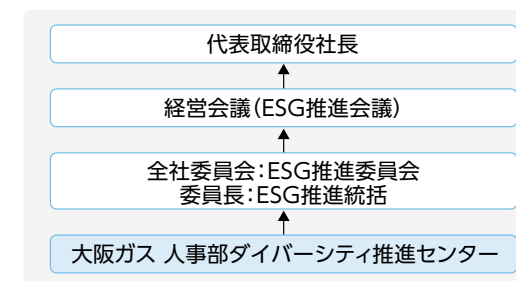 代表取締役社長
経営会議(ESG推進会議)
全社委員会:ESG推進委員会
委員長:ESG推進統括
大阪ガス 人事部ダイバーシティ推進センター